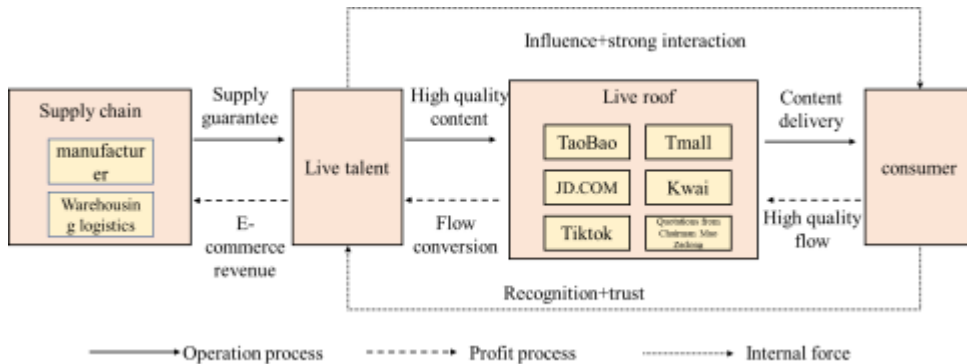 Influence+strong interaction
Supply chain
manufactur
er
Warehousin
g logistics
Supply
guarantee
E-
commerce
revenue
Live talent
High quality
content
Flow
conversion
Live roof
TaoBao
Tmall
JD.COM
Kwai
Tiktok
Quotations from
Chairman Mao
Zedong
Content
delivery
High quality
flow
consumer
Recognition+trust
Operation process
Profit process
Internal force